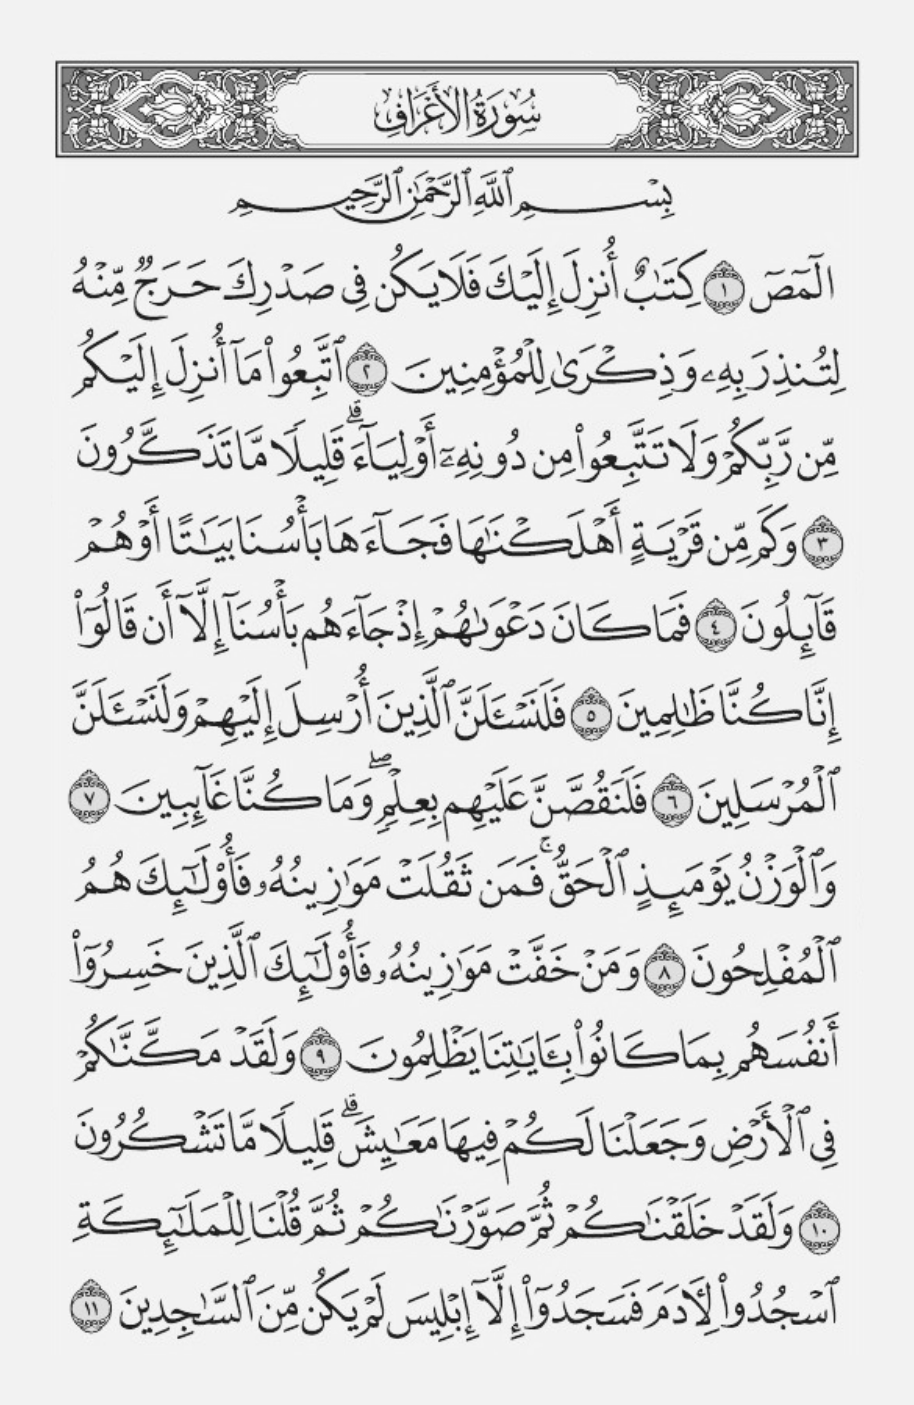 سُورَةُ الأَعْرَافِ
بِسْمِ ٱللَّهِ ٱلرَّحْمَٰنِ ٱلرَّحِيمِ
الٓمٓصٓ ١ كِتَٰبٌ أُنزِلَ إِلَيْكَ فَلَا يَكُن فِي صَدْرِكَ حَرَجٌ مِّنْهُ
لِتُنذِرَ بِهِۦ وَذِكْرَىٰ لِلْمُؤْمِنِينَ ٢ ٱتَّبِعُوا۟ مَآ أُنزِلَ إِلَيْكُم
مِّن رَّبِّكُمْ وَلَا تَتَّبِعُوا۟ مِن دُونِهِۦٓ أَوْلِيَآءَ ۗ قَلِيلًا مَّا تَذَكَّرُونَ
٣ وَكَم مِّن قَرْيَةٍ أَهْلَكْنَٰهَا فَجَآءَهَا بَأْسُنَا بَيَٰتًا أَوْ هُمْ
قَآئِلُونَ ٤ فَمَا كَانَ دَعْوَىٰهُمْ إِذْ جَآءَهُم بَأْسُنَآ إِلَّآ أَن قَالُوٓا۟
إِنَّا كُنَّا ظَٰلِمِينَ ٥ فَلَنَسْـَٔلَنَّ ٱلَّذِينَ أُرْسِلَ إِلَيْهِمْ وَلَنَسْـَٔلَنَّ
ٱلْمُرْسَلِينَ ٦ فَلَنَقُصَّنَّ عَلَيْهِم بِعِلْمٍ ۖ وَمَا كُنَّا غَآئِبِينَ ٧
وَٱلْوَزْنُ يَوْمَئِذٍ ٱلْحَقُّ ۚ فَمَن ثَقُلَتْ مَوَٰزِينُهُۥ فَأُو۟لَٰٓئِكَ هُمُ
ٱلْمُفْلِحُونَ ٨ وَمَنْ خَفَّتْ مَوَٰزِينُهُۥ فَأُو۟لَٰٓئِكَ ٱلَّذِينَ خَسِرُوٓا۟
أَنفُسَهُم بِمَا كَانُوا۟ بِـَٔايَٰتِنَا يَظْلِمُونَ ٩ وَلَقَدْ مَكَّنَّٰكُمْ
فِي ٱلْأَرْضِ وَجَعَلْنَا لَكُمْ فِيهَا مَعَٰيِشَ ۗ قَلِيلًا مَّا تَشْكُرُونَ
١٠ وَلَقَدْ خَلَقْنَٰكُمْ ثُمَّ صَوَّرْنَٰكُمْ ثُمَّ قُلْنَا لِلْمَلَٰٓئِكَةِ
ٱسْجُدُوا۟ لِـَٔادَمَ فَسَجَدُوٓا۟ إِلَّآ إِبْلِيسَ لَمْ يَكُن مِّنَ ٱلسَّٰجِدِينَ ١١